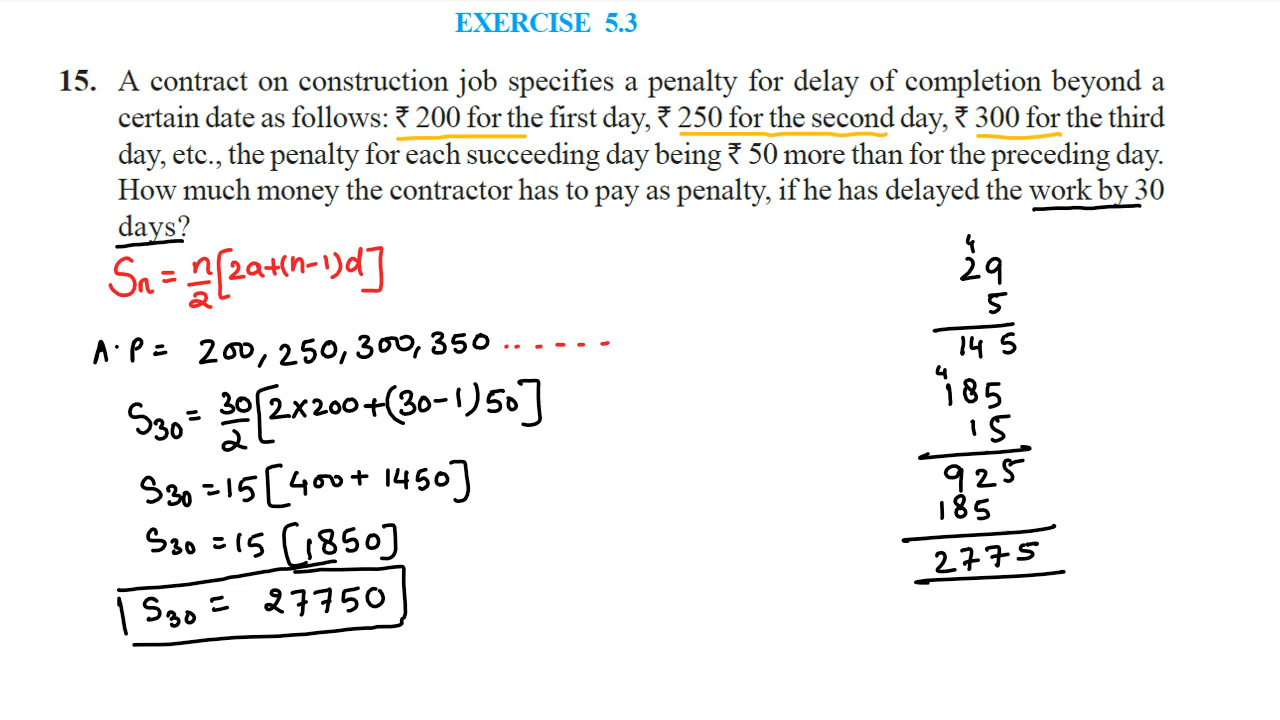 EXERCISE 5.3
15. A contract on construction job specifies a penalty for delay of completion beyond a
certain date as follows: ₹ 200 for the first day, ₹ 250 for the second day, ₹ 300 for the third
day, etc., the penalty for each succeeding day being ₹ 50 more than for the preceding day.
How much money the contractor has to pay as penalty, if he has delayed the work by 30
days?
Sn = n/2 [2a+(n-1)d]
A.P = 200, 250, 300, 350 .......
S30 = 30/2 [2×200+(30-1)50]
S30 = 15 [400 + 1450]
S30 = 15 [1850]
S30 = 27750
4
29
5
145
4
185
15
925
185
2775